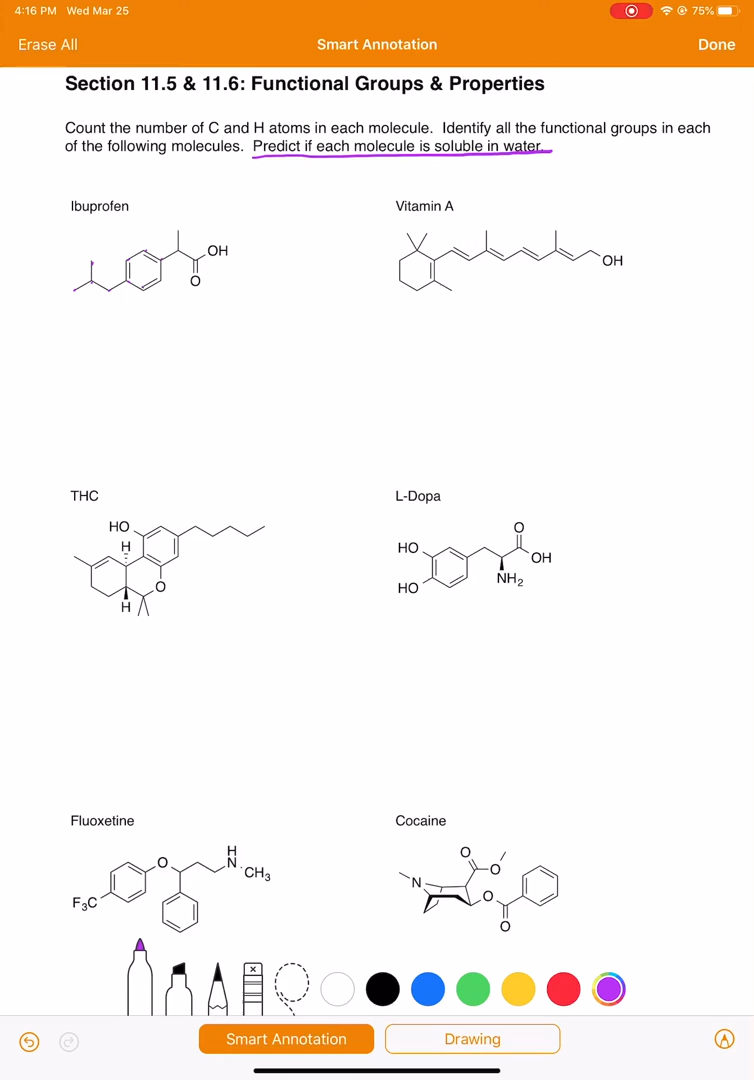 4:16 PM Wed Mar 25
75%
Erase All
Smart Annotation
Done
Section 11.5 & 11.6: Functional Groups & Properties
Count the number of C and H atoms in each molecule. Identify all the functional groups in each
of the following molecules. Predict if each molecule is soluble in water.
Ibuprofen
Vitamin A
OH
O
OH
THC
L-Dopa
HO
H
O
H
O
HO
OH
HO
NH2
Fluoxetine
Cocaine
O
H
N
CH3
F3C
O
O
N
O
O
Smart Annotation
Drawing